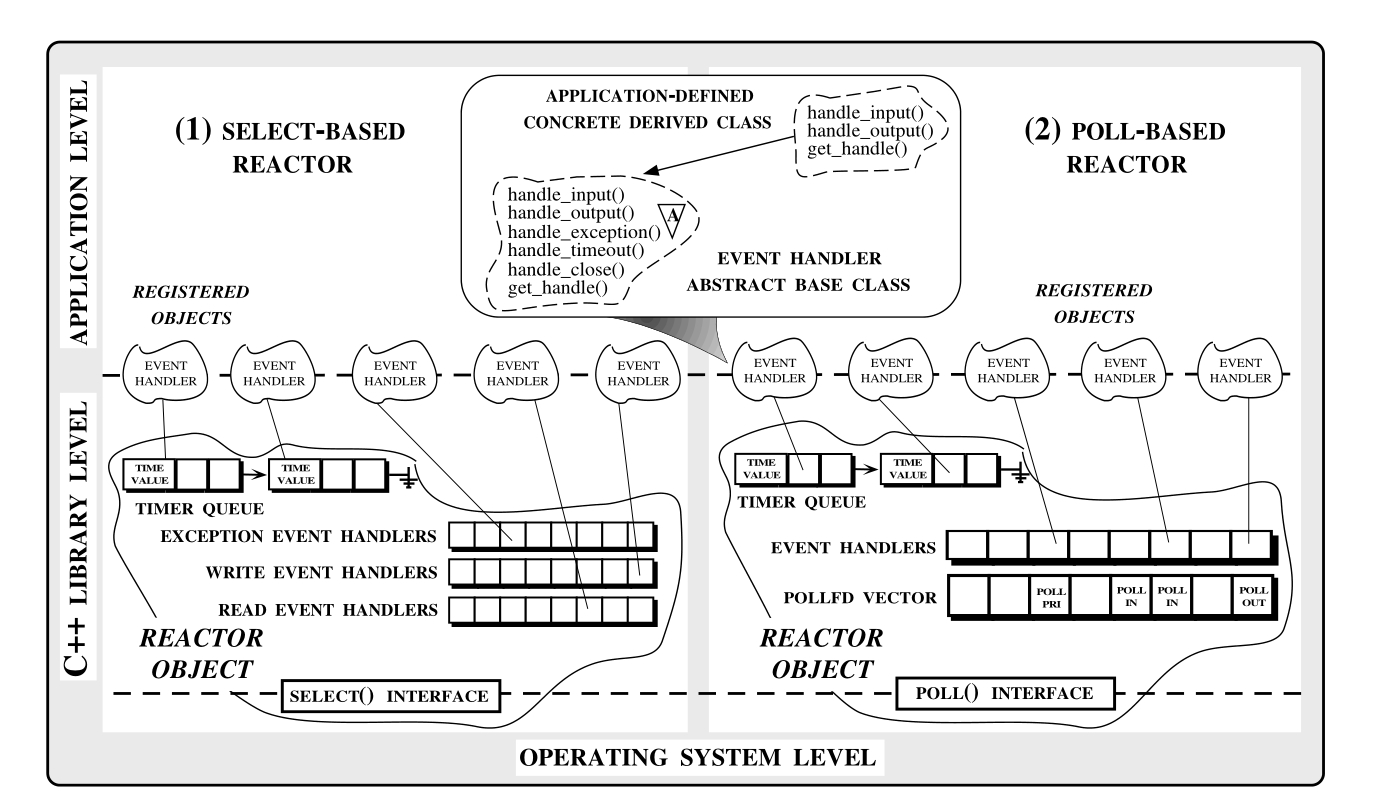 APPLICATION LEVEL
C++ LIBRARY LEVEL
(1) SELECT-BASED
REACTOR
APPLICATION-DEFINED
CONCRETE DERIVED CLASS
handle_input()
handle_output()
get_handle()
handle_input()
handle_output()
handle_exception()
handle_timeout()
handle_close()
get_handle()
A
EVENT HANDLER
ABSTRACT BASE CLASS
(2) POLL-BASED
REACTOR
REGISTERED
OBJECTS
REGISTERED
OBJECTS
EVENT
HANDLER
EVENT
HANDLER
EVENT
HANDLER
EVENT
HANDLER
EVENT
HANDLER
EVENT
HANDLER
EVENT
HANDLER
EVENT
HANDLER
EVENT
HANDLER
EVENT
HANDLER
TIME
VALUE
TIME
VALUE
TIMER QUEUE
EXCEPTION EVENT HANDLERS
WRITE EVENT HANDLERS
READ EVENT HANDLERS
REACTOR
OBJECT
SELECT() INTERFACE
TIME
VALUE
TIME
VALUE
TIMER QUEUE
EVENT HANDLERS
POLLFD VECTOR
POLL
PRI
POLL
IN
POLL
IN
POLL
OUT
REACTOR
OBJECT
POLL() INTERFACE
OPERATING SYSTEM LEVEL